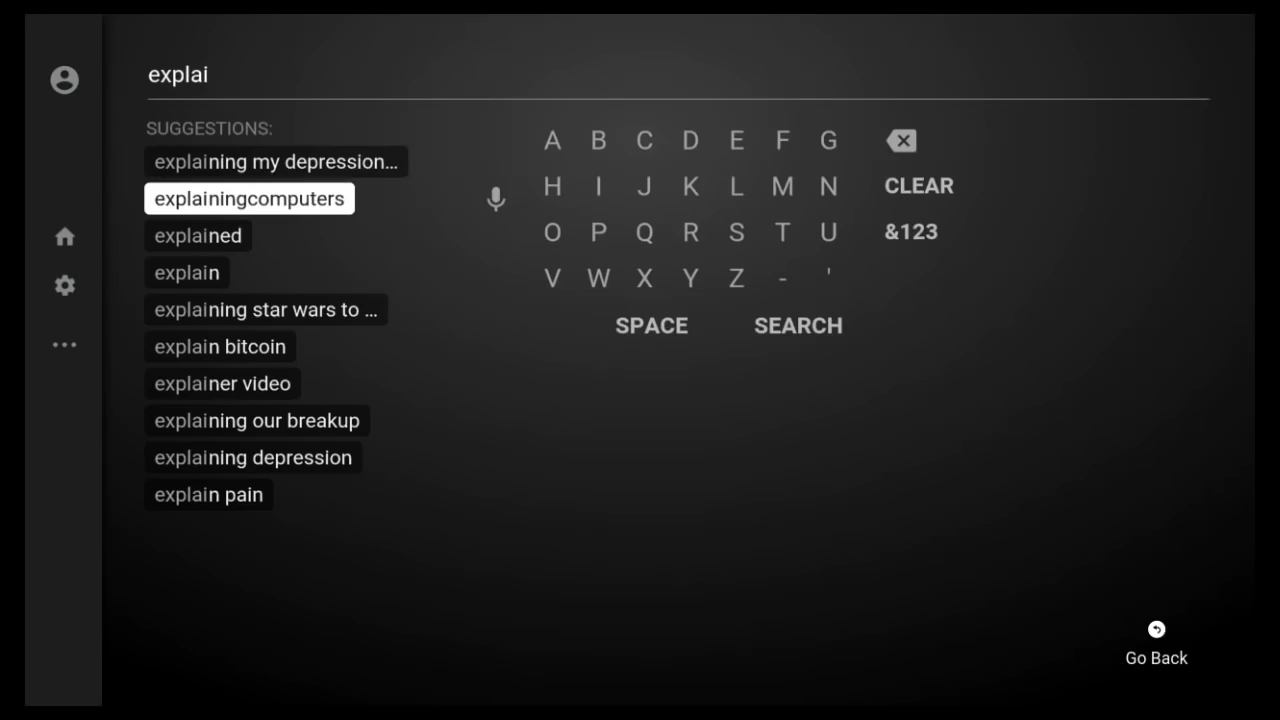 explai
SUGGESTIONS:
explaining my depression...
explainingcomputers
explained
explain
explaining star wars to ...
explain bitcoin
explainer video
explaining our breakup
explaining depression
explain pain
A B C D E F G
H I J K L M N CLEAR
O P Q R S T U &123
V W X Y Z - '
SPACE SEARCH
Go Back